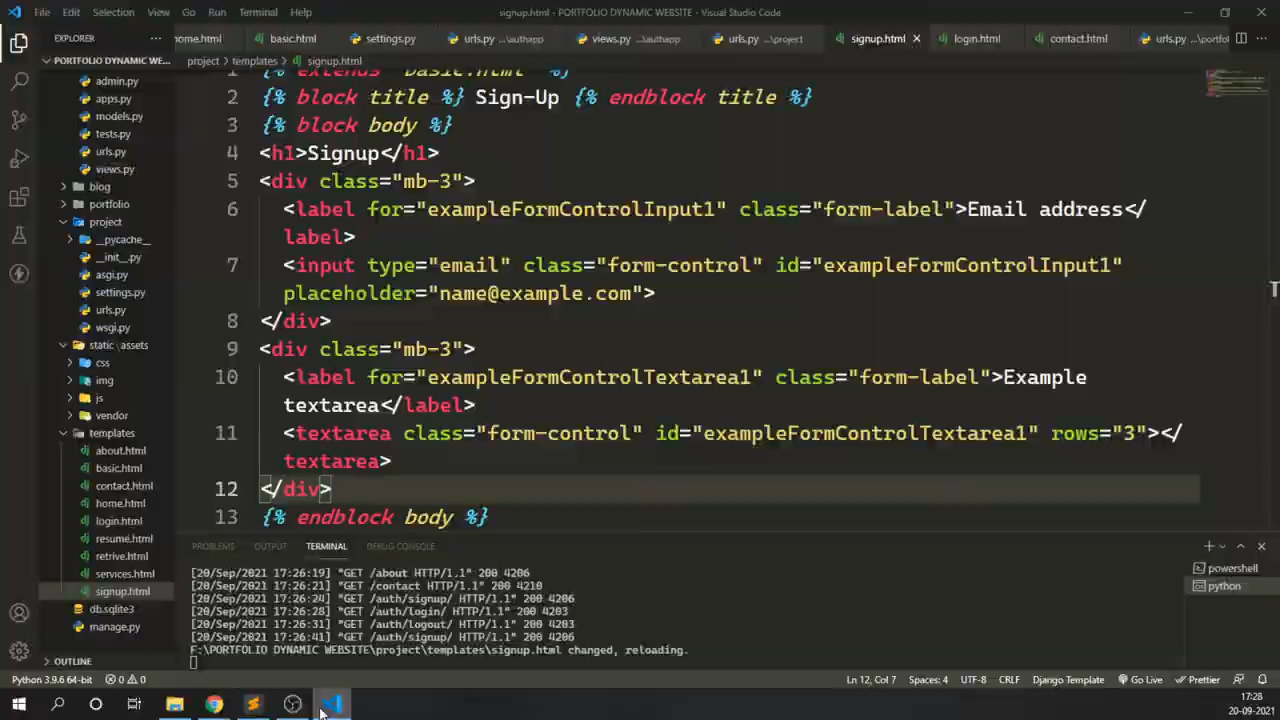 File Edit Selection View Go Run Terminal Help
signup.html - PORTFOLIO DYNAMIC WEBSITE - Visual Studio Code
EXPLORER
home.html basic.html settings.py urls.py ...\authapp views.py ...\authapp urls.py ...\project signup.html login.html contact.html urls.py ...\portfol
PORTFOLIO DYNAMIC WE...
project > templates > signup.html
admin.py
apps.py
models.py
tests.py
urls.py
views.py
blog
portfolio
project
__pycache__
__init__.py
asgi.py
settings.py
urls.py
wsgi.py
static \assets
css
img
js
vendor
templates
about.html
basic.html
contact.html
home.html
login.html
resume.html
retrive.html
services.html
signup.html
db.sqlite3
manage.py
OUTLINE
1 {% extends 'basic.html' %}
2 {% block title %} Sign-Up {% endblock title %}
3 {% block body %}
4 <h1>Signup</h1>
5 <div class="mb-3">
6 <label for="exampleFormControlInput1" class="form-label">Email address</
label>
7 <input type="email" class="form-control" id="exampleFormControlInput1"
placeholder="name@example.com">
8 </div>
9 <div class="mb-3">
10 <label for="exampleFormControlTextarea1" class="form-label">Example
textarea</label>
11 <textarea class="form-control" id="exampleFormControlTextarea1" rows="3"></
textarea>
12 </div>
13 {% endblock body %}
PROBLEMS OUTPUT TERMINAL DEBUG CONSOLE
[20/Sep/2021 17:26:19] "GET /about HTTP/1.1" 200 4206
[20/Sep/2021 17:26:21] "GET /contact HTTP/1.1" 200 4210
[20/Sep/2021 17:26:24] "GET /auth/signup/ HTTP/1.1" 200 4206
[20/Sep/2021 17:26:28] "GET /auth/login/ HTTP/1.1" 200 4203
[20/Sep/2021 17:26:31] "GET /auth/logout/ HTTP/1.1" 200 4203
[20/Sep/2021 17:26:41] "GET /auth/signup/ HTTP/1.1" 200 4206
F:\PORTFOLIO DYNAMIC WEBSITE\project\templates\signup.html changed, reloading.
powershell
python
Python 3.9.6 64-bit 0 0 Ln 12, Col 7 Spaces: 4 UTF-8 CRLF Django Template Go Live Prettier
17:28
20-09-2021